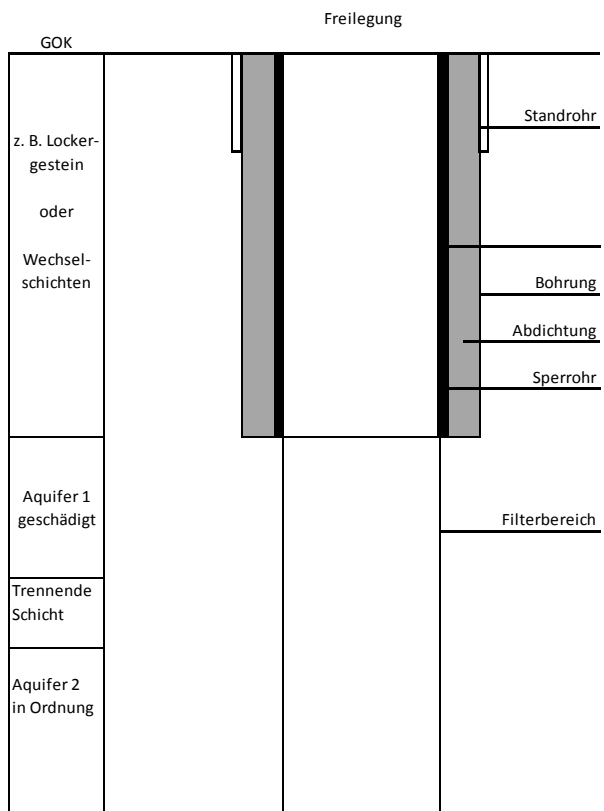 Freilegung
GOK
z. B. Locker-
gestein
oder
Wechsel-
schichten
Standrohr
Bohrung
Abdichtung
Sperrohr
Aquifer 1
geschädigt
Filterbereich
Trennende
Schicht
Aquifer 2
in Ordnung